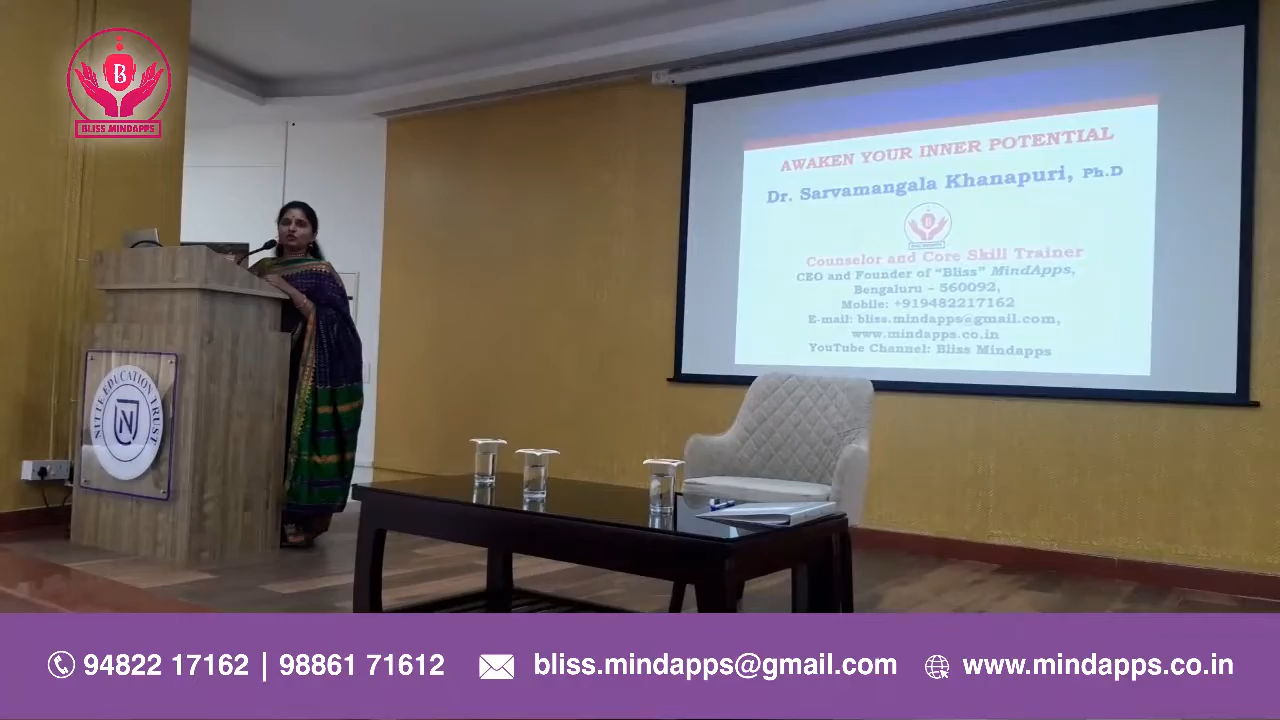 B
BLISS MINDAPPS
AWAKEN YOUR INNER POTENTIAL
Dr. Sarvamangala Khanapuri, Ph.D
B
BLISS MINDAPPS
Counselor and Core Skill Trainer
CEO and Founder of “Bliss” MindApps,
Bengaluru – 560092,
Mobile: +919482217162
E-mail: bliss.mindapps@gmail.com,
www.mindapps.co.in
YouTube Channel: Bliss Mindapps
NITTE EDUCATION TRUST
N
94822 17162 | 98861 71612
bliss.mindapps@gmail.com
www.mindapps.co.in